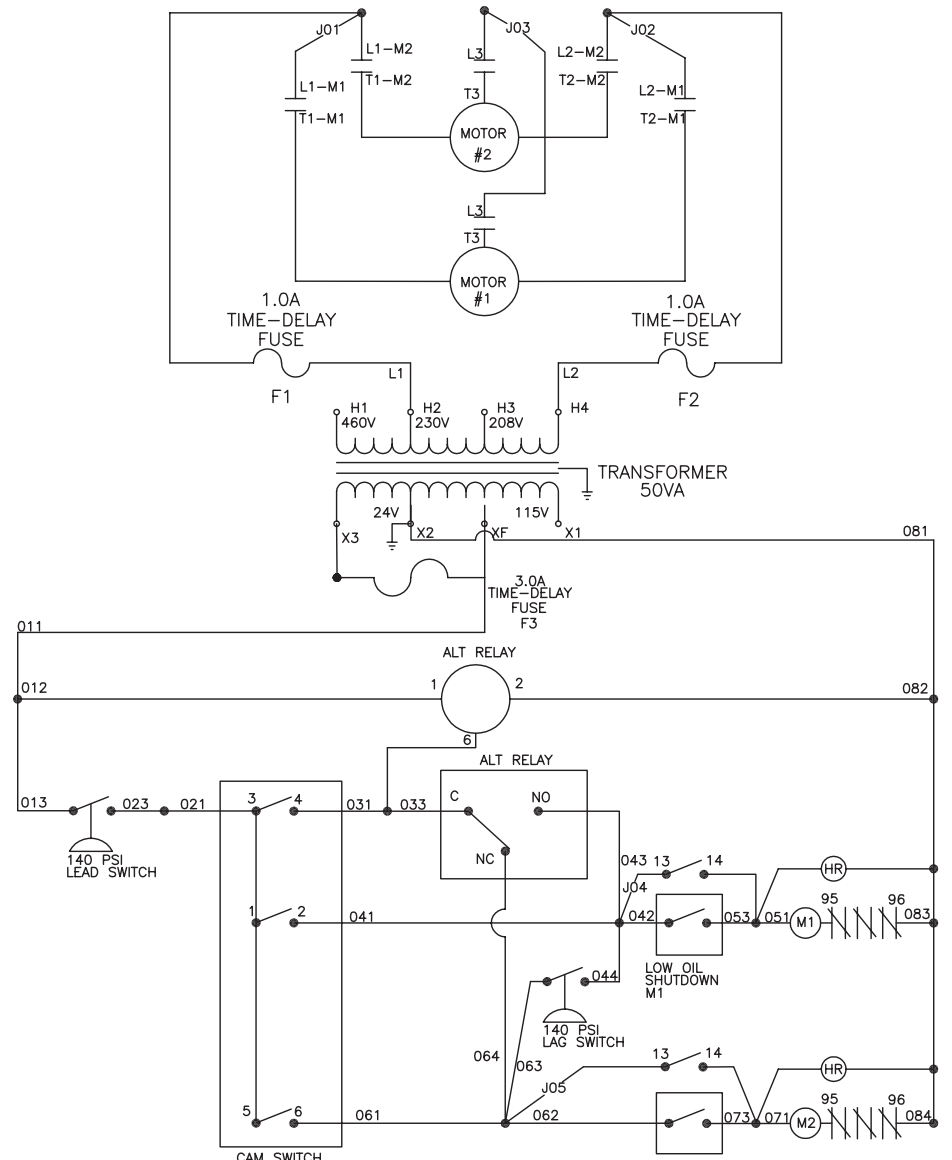 J01
J03
J02
L1-M2
L3
L2-M2
T1-M2
T3
T2-M2
L1-M1
L2-M1
T1-M1
T2-M1
MOTOR
#2
L3
T3
MOTOR
#1
1.0A
TIME-DELAY
FUSE
F1
1.0A
TIME-DELAY
FUSE
F2
L1
L2
H1
460V
H2
230V
H3
208V
H4
TRANSFORMER
50VA
24V
115V
X3
X2
XF
X1
081
3.0A
TIME-DELAY
FUSE
F3
011
ALT RELAY
012
1
2
082
6
ALT RELAY
013
023
021
3
4
031
033
C
NO
NC
140 PSI
LEAD SWITCH
043
13
14
HR
J04
1
2
041
042
053
051
M1
95
96
083
LOW OIL
SHUTDOWN
M1
044
140 PSI
LAG SWITCH
064
063
13
14
HR
J05
5
6
061
062
073
071
M2
95
96
084
CAM SWITCH